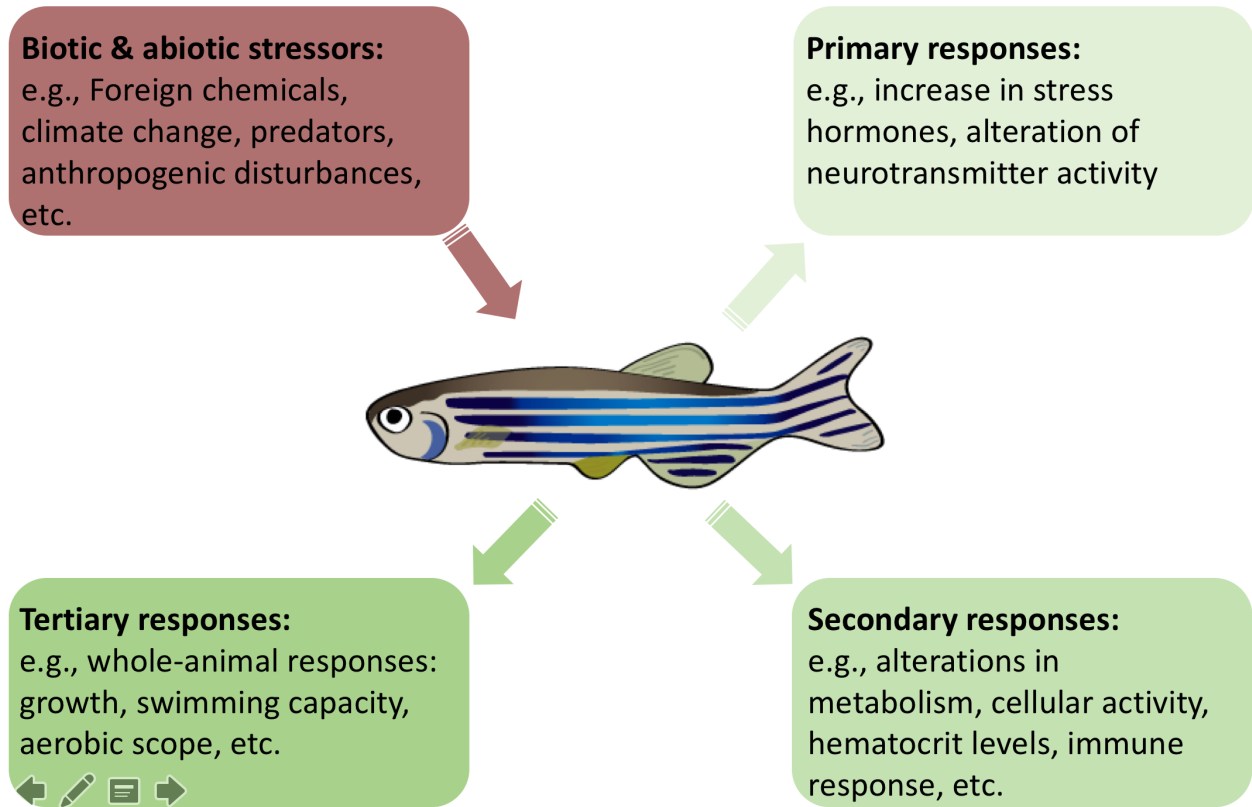 Biotic & abiotic stressors:
e.g., Foreign chemicals,
climate change, predators,
anthropogenic disturbances,
etc.
Primary responses:
e.g., increase in stress
hormones, alteration of
neurotransmitter activity
Tertiary responses:
e.g., whole-animal responses:
growth, swimming capacity,
aerobic scope, etc.
Secondary responses:
e.g., alterations in
metabolism, cellular activity,
hematocrit levels, immune
response, etc.